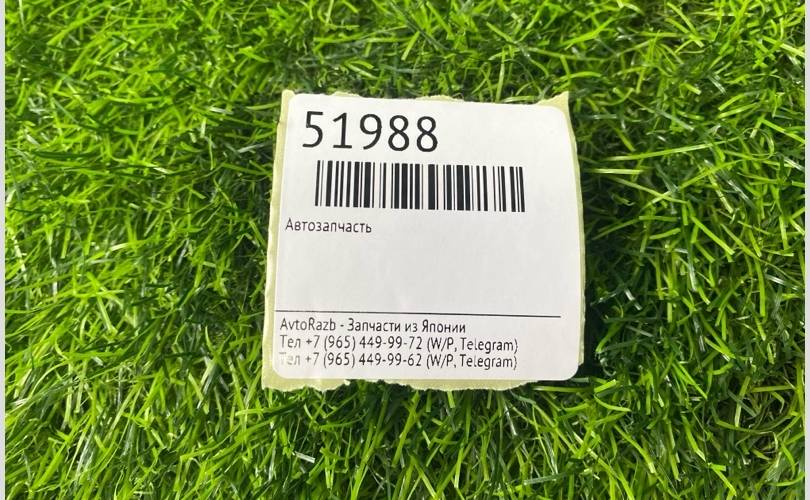 51988
Автозапчасть
AvtoRazb - Запчасти из Японии
Тел +7 (965) 449-99-72 (W/P, Telegram)
Тел +7 (965) 449-99-62 (W/P, Telegram)